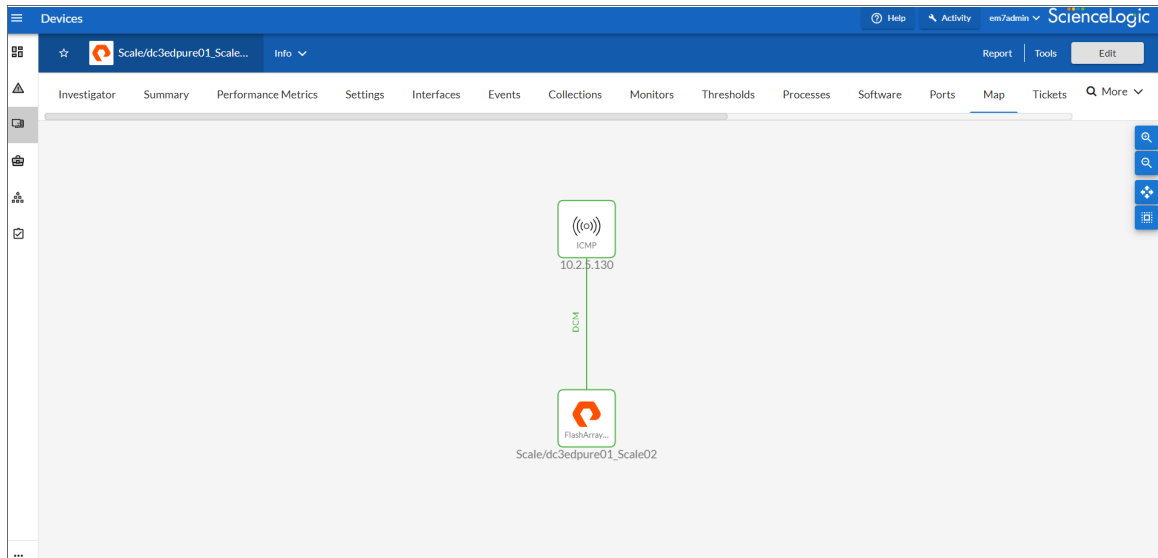 Devices
Help Activity em7admin ScienceLogic
Scale/dc3edpure01_Scale... Info Report Tools Edit
Investigator Summary Performance Metrics Settings Interfaces Events Collections Monitors Thresholds Processes Software Ports Map Tickets More
ICMP
10.2.5.130
DCM
FlashArray...
Scale/dc3edpure01_Scale02